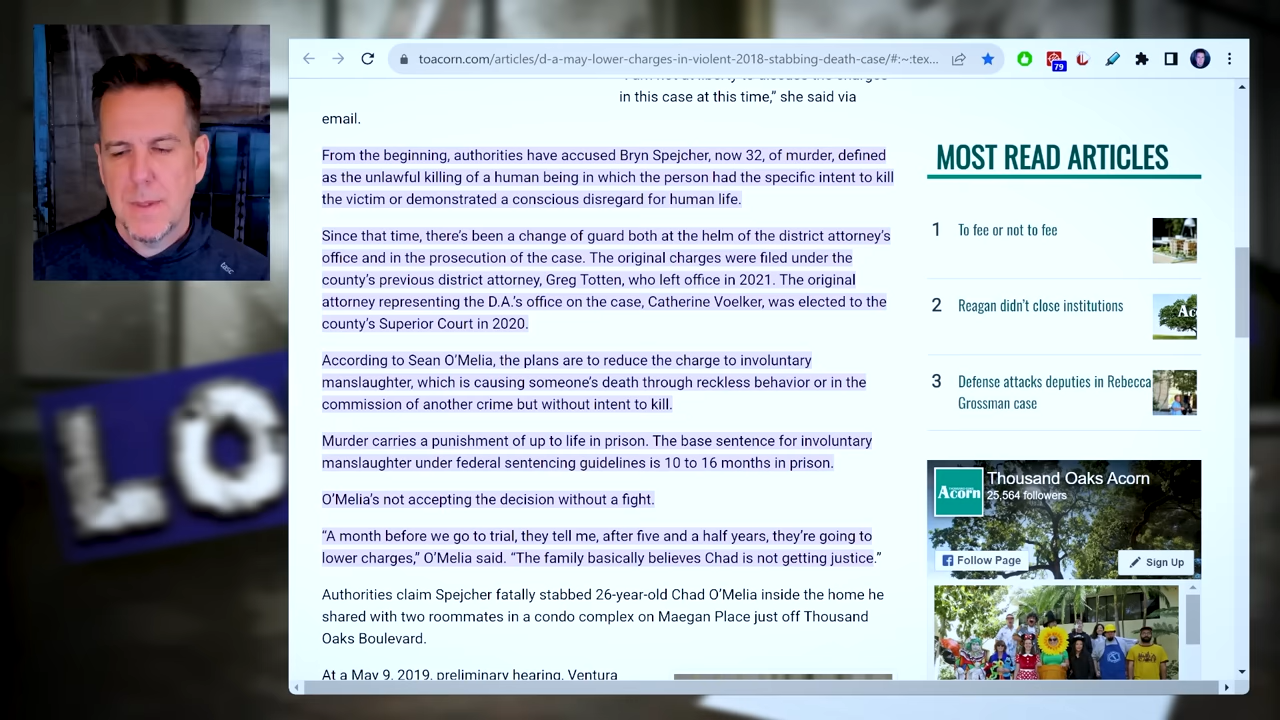 toacorn.com/articles/d-a-may-lower-charges-in-violent-2018-stabbing-death-case/#:~:tex...
79
in this case at this time,” she said via
email.
From the beginning, authorities have accused Bryn Spejcher, now 32, of murder, defined
as the unlawful killing of a human being in which the person had the specific intent to kill
the victim or demonstrated a conscious disregard for human life.
Since that time, there’s been a change of guard both at the helm of the district attorney’s
office and in the prosecution of the case. The original charges were filed under the
county’s previous district attorney, Greg Totten, who left office in 2021. The original
attorney representing the D.A.’s office on the case, Catherine Voelker, was elected to the
county’s Superior Court in 2020.
According to Sean O’Melia, the plans are to reduce the charge to involuntary
manslaughter, which is causing someone’s death through reckless behavior or in the
commission of another crime but without intent to kill.
Murder carries a punishment of up to life in prison. The base sentence for involuntary
manslaughter under federal sentencing guidelines is 10 to 16 months in prison.
O’Melia’s not accepting the decision without a fight.
“A month before we go to trial, they tell me, after five and a half years, they’re going to
lower charges,” O’Melia said. “The family basically believes Chad is not getting justice.”
Authorities claim Spejcher fatally stabbed 26-year-old Chad O’Melia inside the home he
shared with two roommates in a condo complex on Maegan Place just off Thousand
Oaks Boulevard.
At a May 9, 2019, preliminary hearing, Ventura
MOST READ ARTICLES
1 To fee or not to fee
2 Reagan didn’t close institutions
Ac
3 Defense attacks deputies in Rebecca
Grossman case
Acorn
Thousand Oaks Acorn
25,564 followers
Follow Page
Sign Up
LO